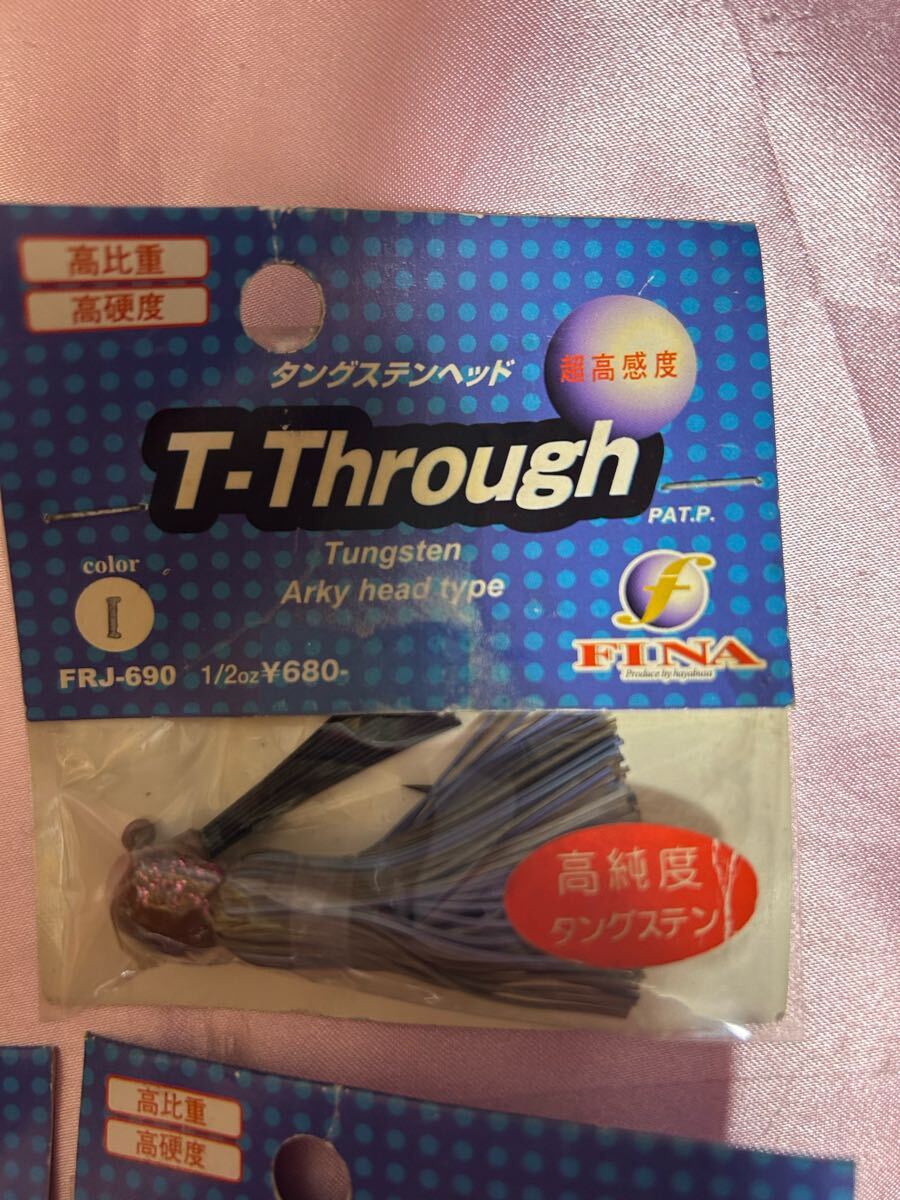 高比重
高硬度
タングステンヘッド
超高感度
T-Through
PAT.P.
Tungsten
Arky head type
color
1
FRJ-690 1/2oz ¥680-
f
FINA
Produce by hayabusa
高純度
タングステン
高比重
高硬度